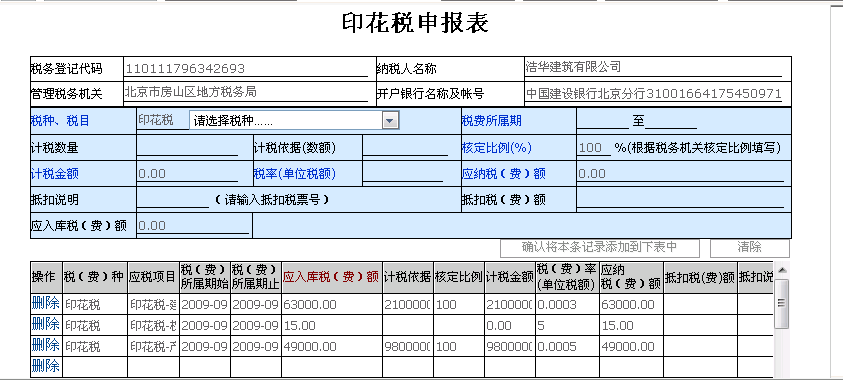 印花税申报表
税务登记代码 110111796342693 纳税人名称 洁华建筑有限公司
管理税务机关 北京市房山区地方税务局 开户银行名称及帐号 中国建设银行北京分行31001664175450971
税种、税目 印花税 请选择税种…… 税费所属期 至
计税数量 计税依据(数额) 核定比例(%) 100 %(根据税务机关核定比例填写)
计税金额 0.00 税率(单位税额) 应纳税(费)额 0.00
抵扣说明 (请输入抵扣税票号) 抵扣税(费)额
应入库税(费)额 0.00
确认将本条记录添加到下表中 清除
操作 税(费)种 应税项目 税(费)所属期始 税(费)所属期止 应入库税(费)额 计税依据 核定比例 计税金额 税(费)率(单位税额) 应纳税(费)额 抵扣税(费)额 抵扣说
删除 印花税 印花税- 2009-09 2009-09 63000.00 2100000 100 2100000 0.0003 63000.00
删除 印花税 印花税- 2009-09 2009-09 15.00 0.00 5 15.00
删除 印花税 印花税- 2009-09 2009-09 49000.00 9800000 100 9800000 0.0005 49000.00
删除